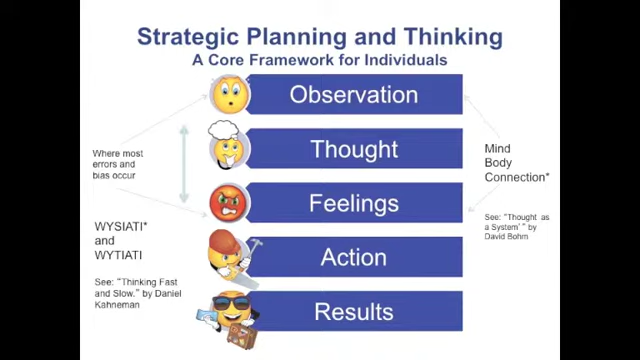 Strategic Planning and Thinking
A Core Framework for Individuals
Observation
Thought
Feelings
Action
Results
Where most
errors and
bias occur
WYSIATI*
and
WYTIATI
See: “Thinking Fast
and Slow.” by Daniel
Kahneman
Mind
Body
Connection*
See: “Thought as
a System” by
David Bohm